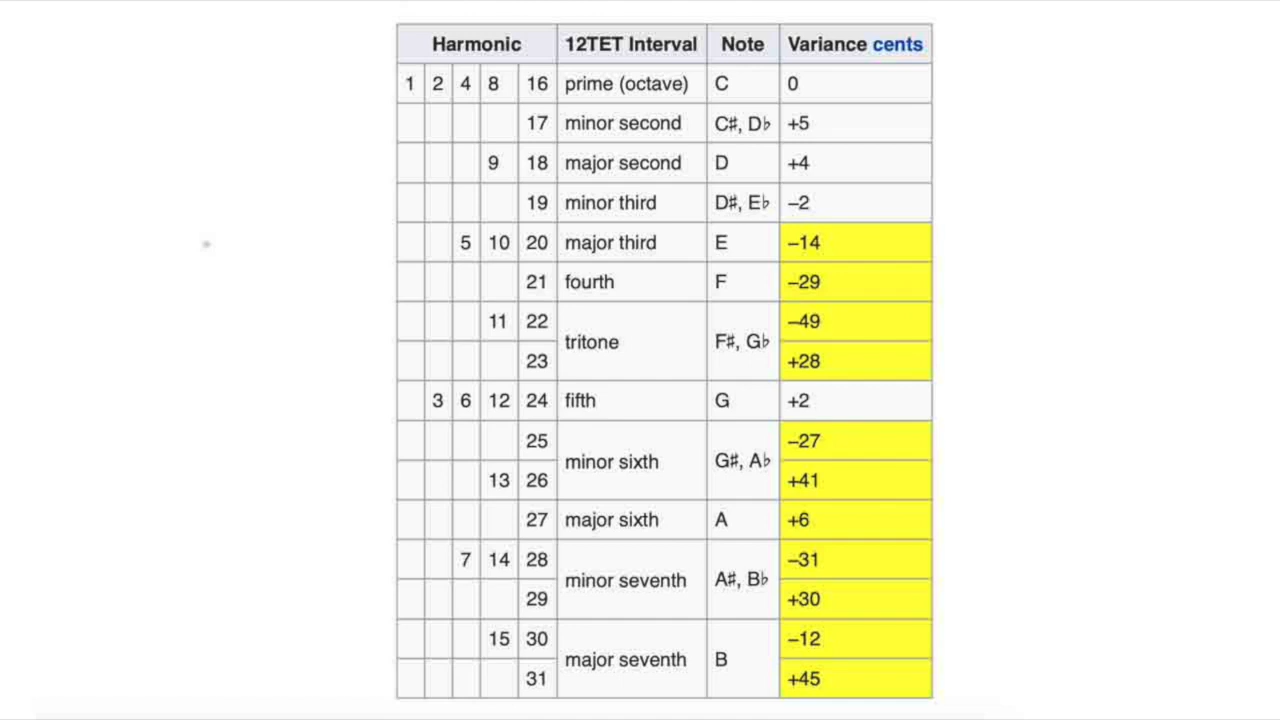 Harmonic 12TET Interval Note Variance cents
1 2 4 8 16 prime (octave) C 0
17 minor second C♯, D♭ +5
9 18 major second D +4
19 minor third D♯, E♭ –2
5 10 20 major third E –14
21 fourth F –29
11 22 tritone F♯, G♭ –49
23 +28
3 6 12 24 fifth G +2
25 minor sixth G♯, A♭ –27
13 26 +41
27 major sixth A +6
7 14 28 minor seventh A♯, B♭ –31
29 +30
15 30 major seventh B –12
31 +45